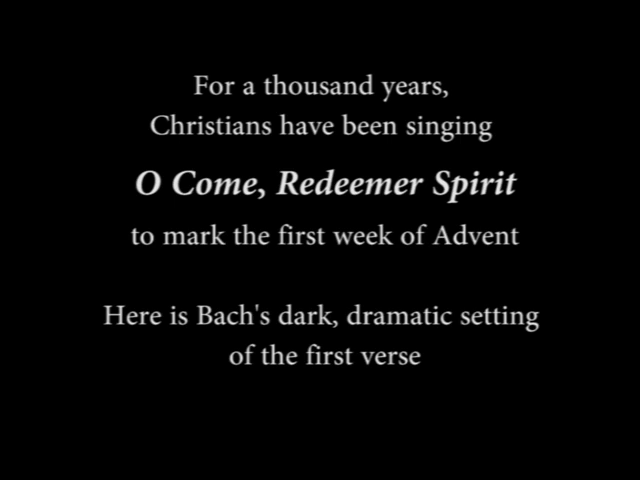 For a thousand years,
Christians have been singing
O Come, Redeemer Spirit
to mark the first week of Advent
Here is Bach's dark, dramatic setting
of the first verse